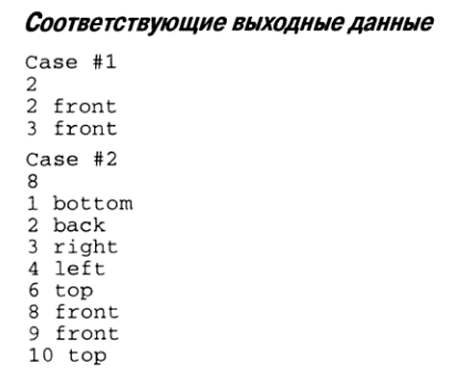 Соответствующие выходные данные
Case #1
2
2 front
3 front
Case #2
8
1 bottom
2 back
3 right
4 left
6 top
8 front
9 front
10 top